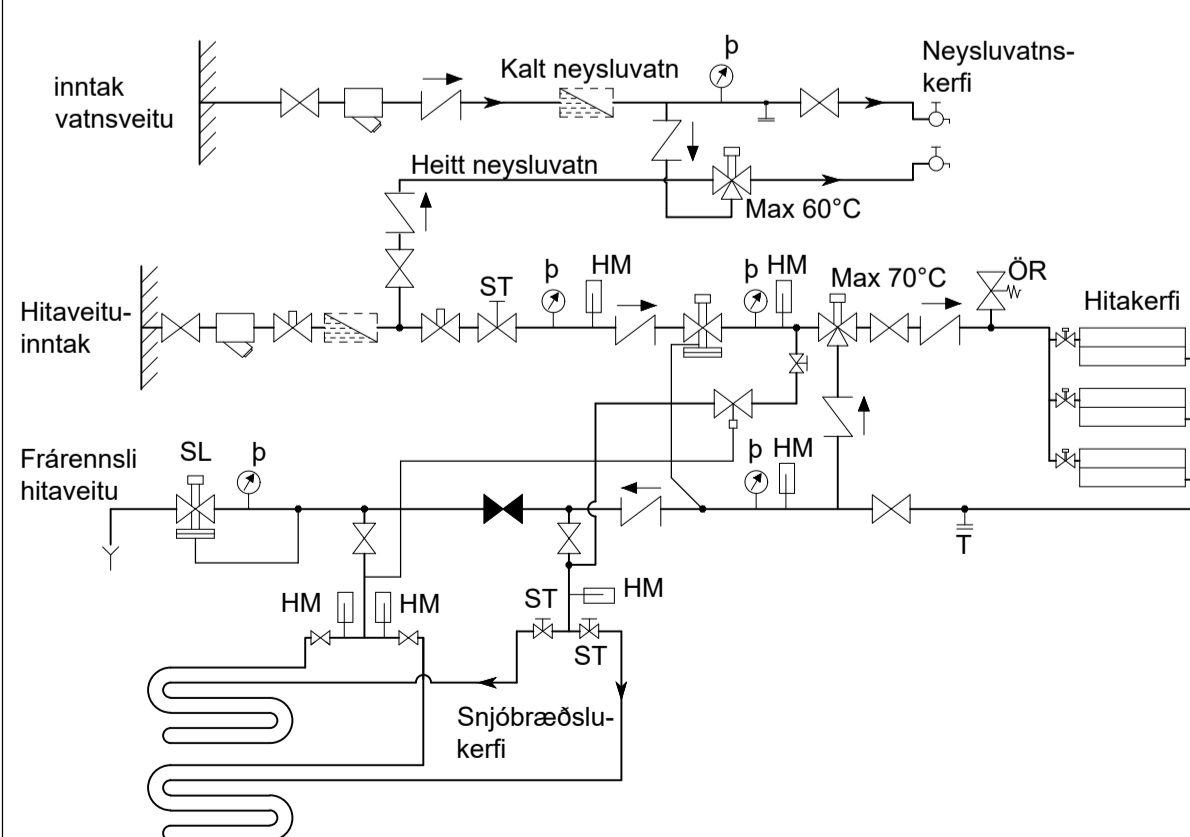 inntak
vatnsveitu
Kalt neysluvatn
þ
Neysluvatns-
kerfi
Heitt neysluvatn
Max 60°C
Hitaveitu-
inntak
ST
þ
HM
þ
HM
Max 70°C
ÖR
Hitakerfi
Frárennsli
hitaveitu
SL
þ
þ
HM
T
HM
HM
ST
HM
ST
Snjóbræðslu-
kerfi